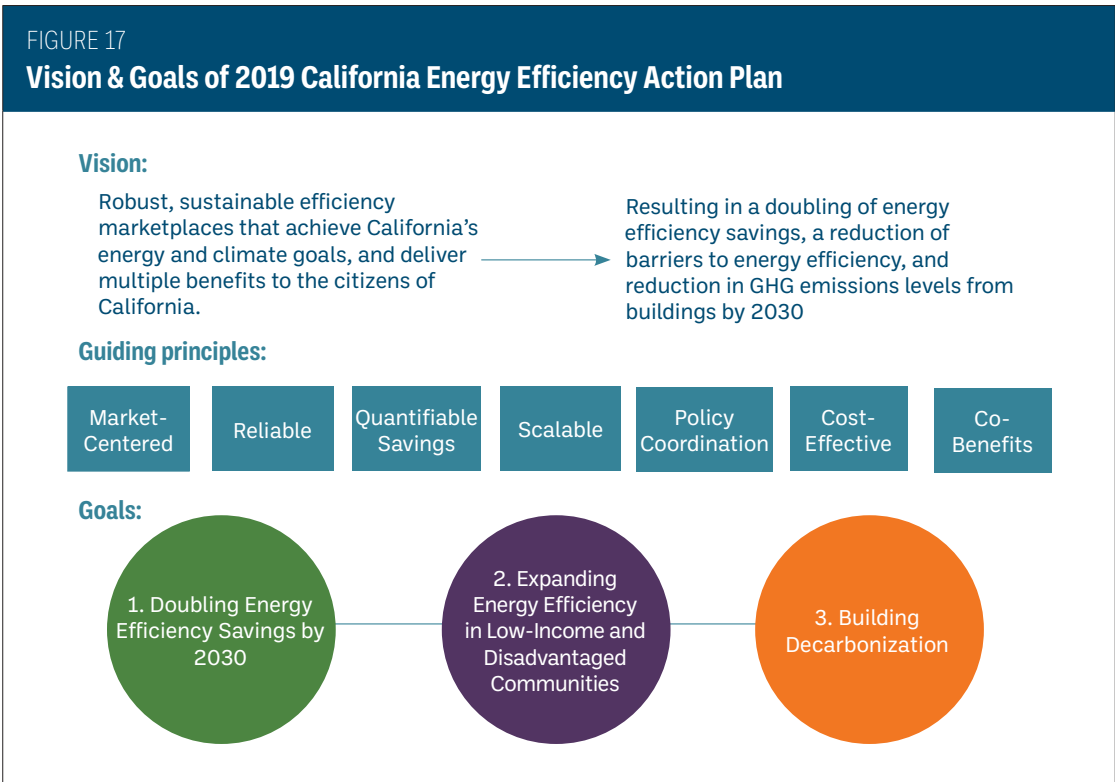 FIGURE 17
Vision & Goals of 2019 California Energy Efficiency Action Plan
Vision:
Robust, sustainable efficiency
marketplaces that achieve California’s
energy and climate goals, and deliver
multiple benefits to the citizens of
California.
Resulting in a doubling of energy
efficiency savings, a reduction of
barriers to energy efficiency, and
reduction in GHG emissions levels from
buildings by 2030
Guiding principles:
Market-
Centered
Reliable
Quantifiable
Savings
Scalable
Policy
Coordination
Cost-
Effective
Co-
Benefits
Goals:
1. Doubling Energy
Efficiency Savings by
2030
2. Expanding
Energy Efficiency
in Low-Income and
Disadvantaged
Communities
3. Building
Decarbonization